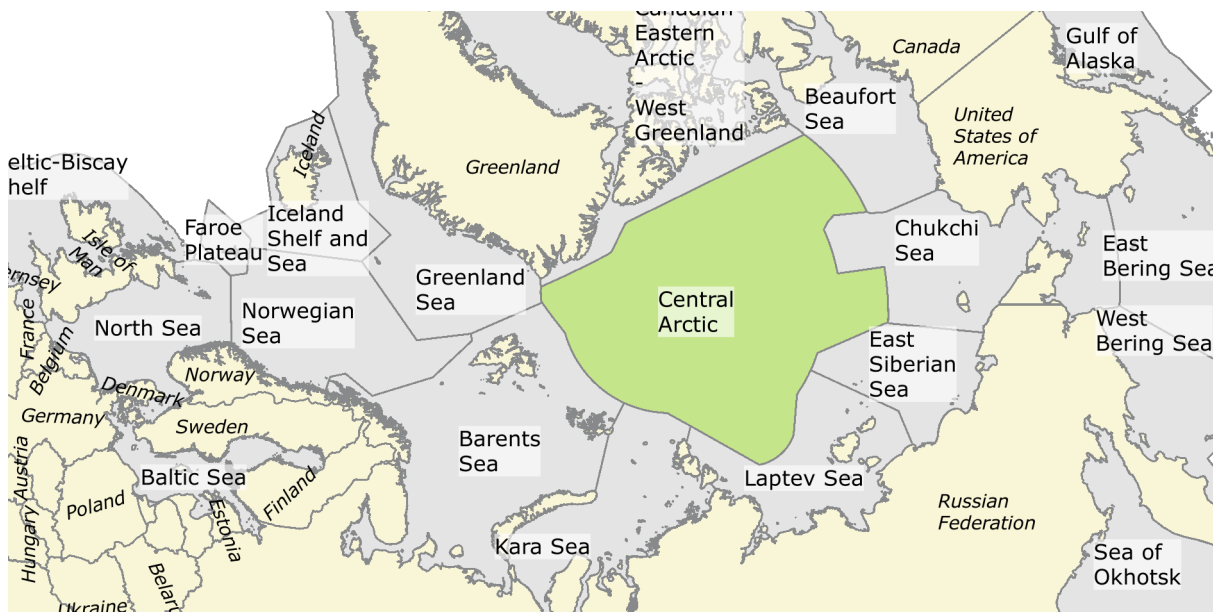 Canadian
Eastern
Arctic
-
West
Greenland
Canada
Gulf of
Alaska
Beaufort
Sea
United
States of
America
Iceland
Greenland
eltic-Biscay
helf
Faroe
Plateau
Iceland
Shelf and
Sea
Isle of
Man
ernsey
Greenland
Sea
Chukchi
Sea
East
Bering Sea
Central
Arctic
Norwegian
Sea
North Sea
France
Belgium
West
Bering Sea
East
Siberian
Sea
Norway
Denmark
Germany
Sweden
Barents
Sea
Baltic Sea
Laptev Sea
Austria
Poland
Finland
Estonia
Hungary
Russian
Federation
Kara Sea
Sea of
Okhotsk
Belaru
Ukraine